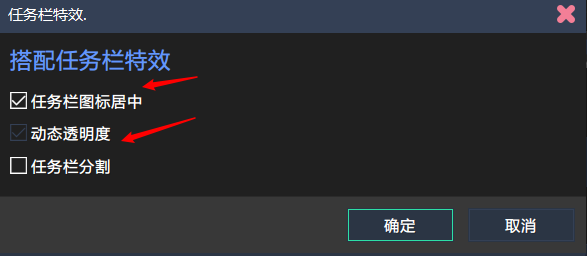 任务栏特效.
搭配任务栏特效
任务栏图标居中
动态透明度
任务栏分割
确定
取消